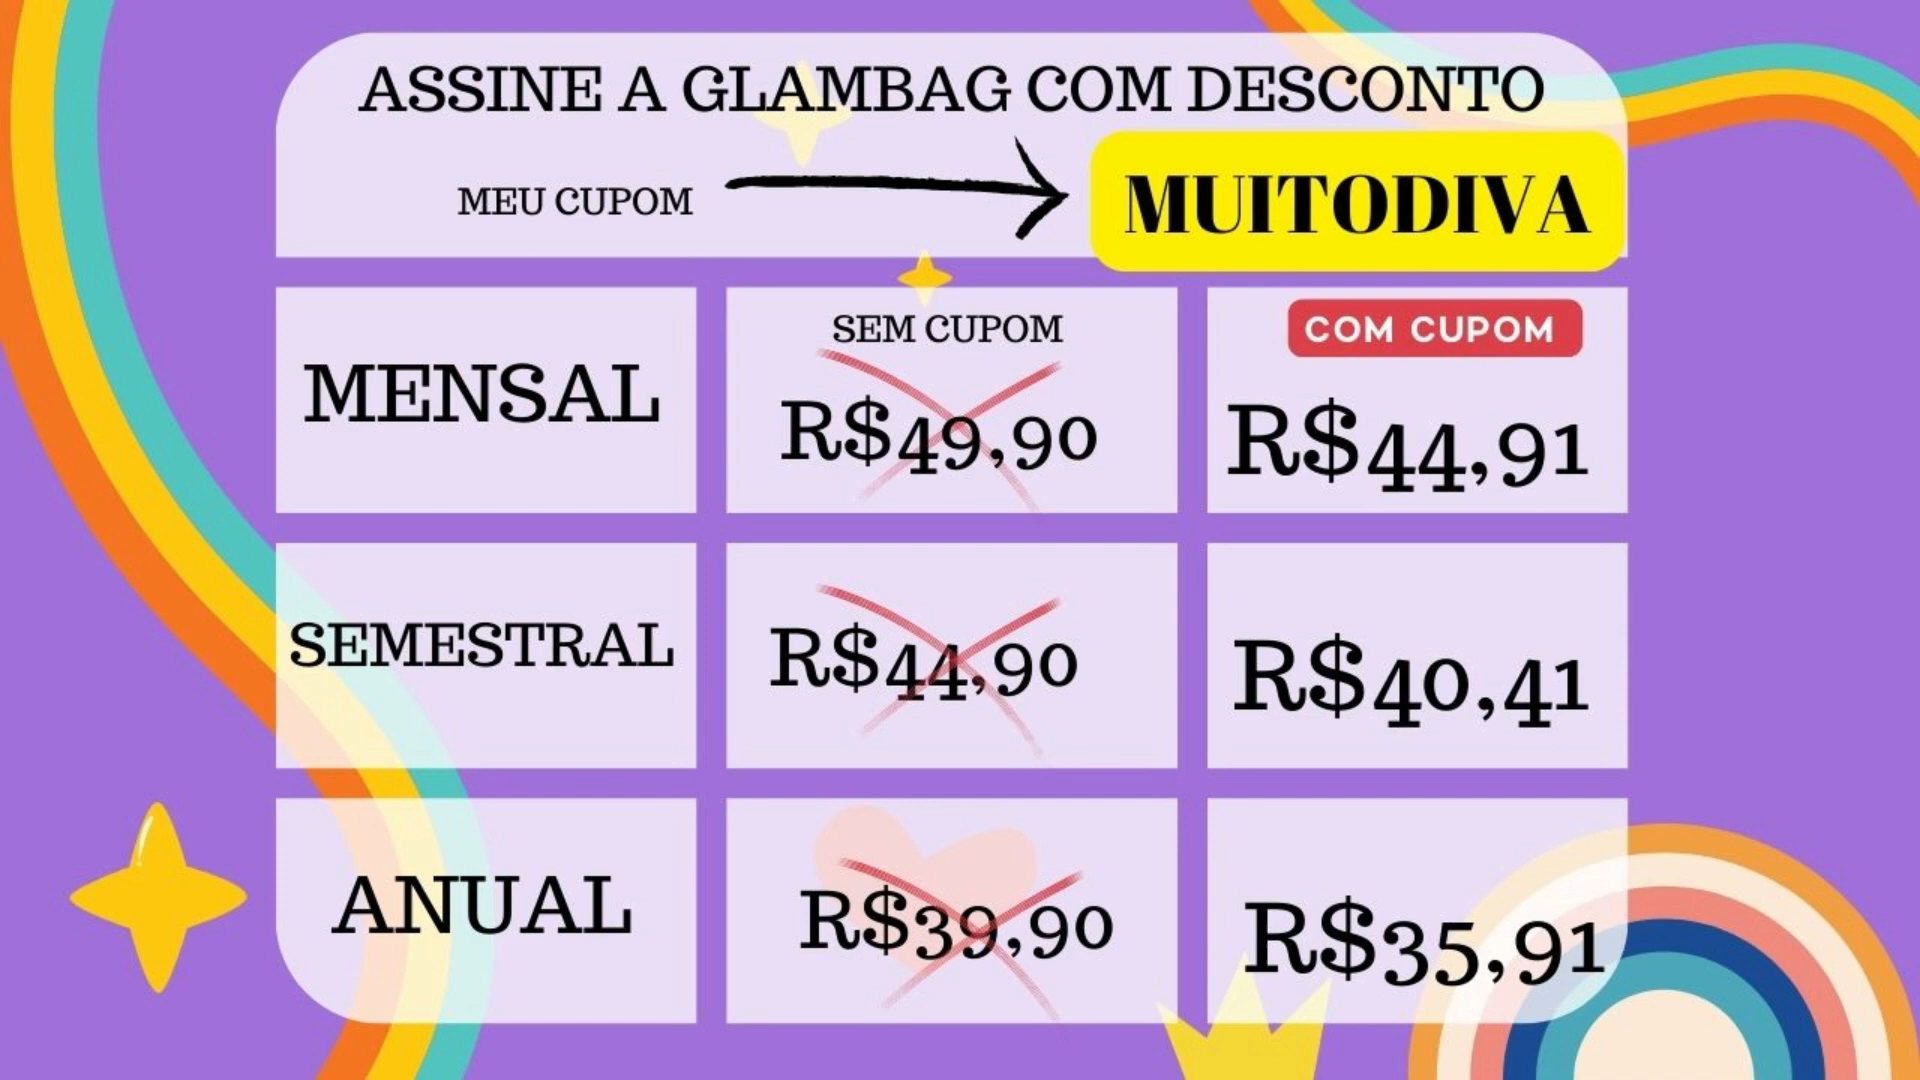 ASSINE A GLAMBAG COM DESCONTO
MEU CUPOM MUITODIVA
SEM CUPOM COM CUPOM
MENSAL R$49,90 R$44,91
SEMESTRAL R$44,90 R$40,41
ANUAL R$39,90 R$35,91